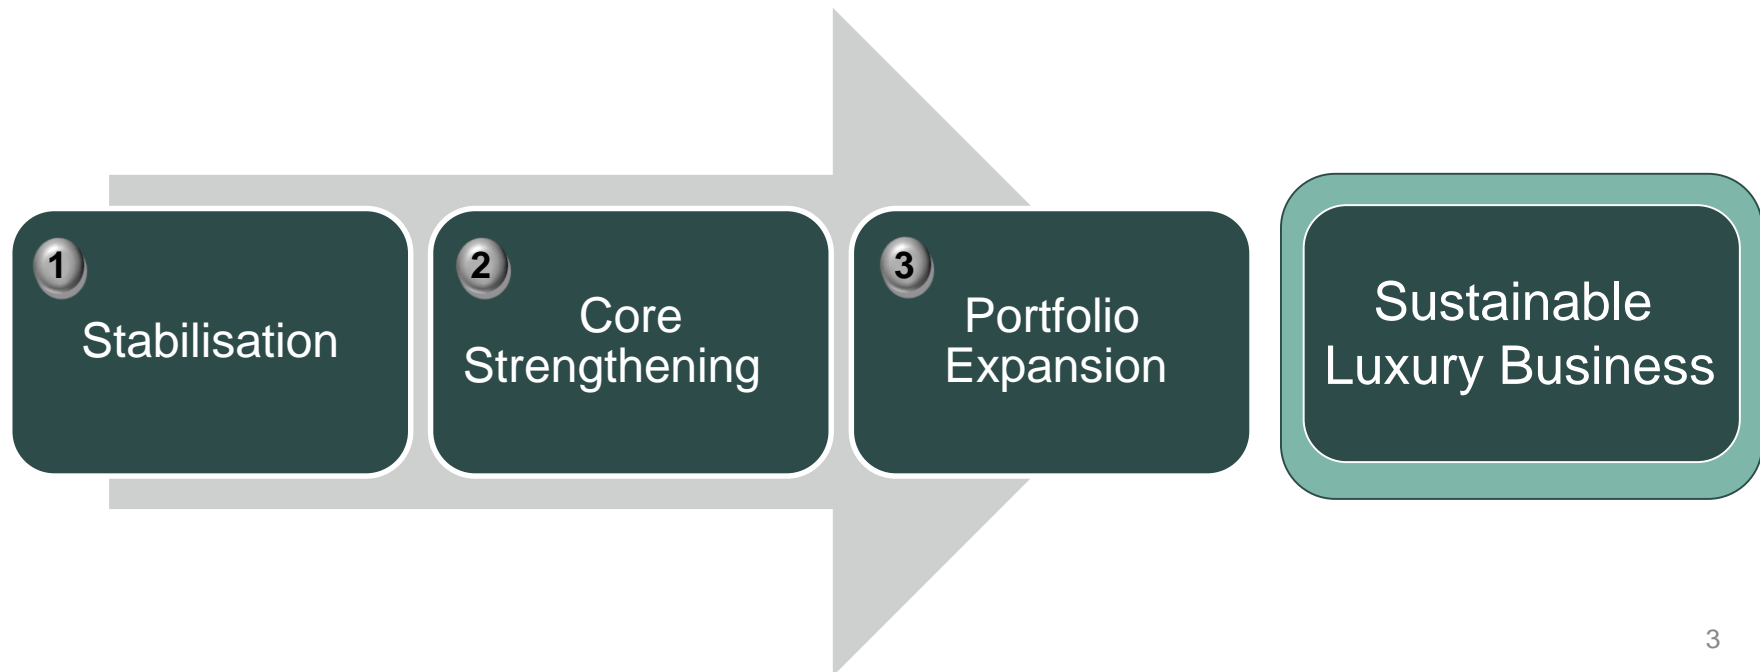 1
Stabilisation
2
Core
Strengthening
3
Portfolio
Expansion
Sustainable
Luxury Business
3